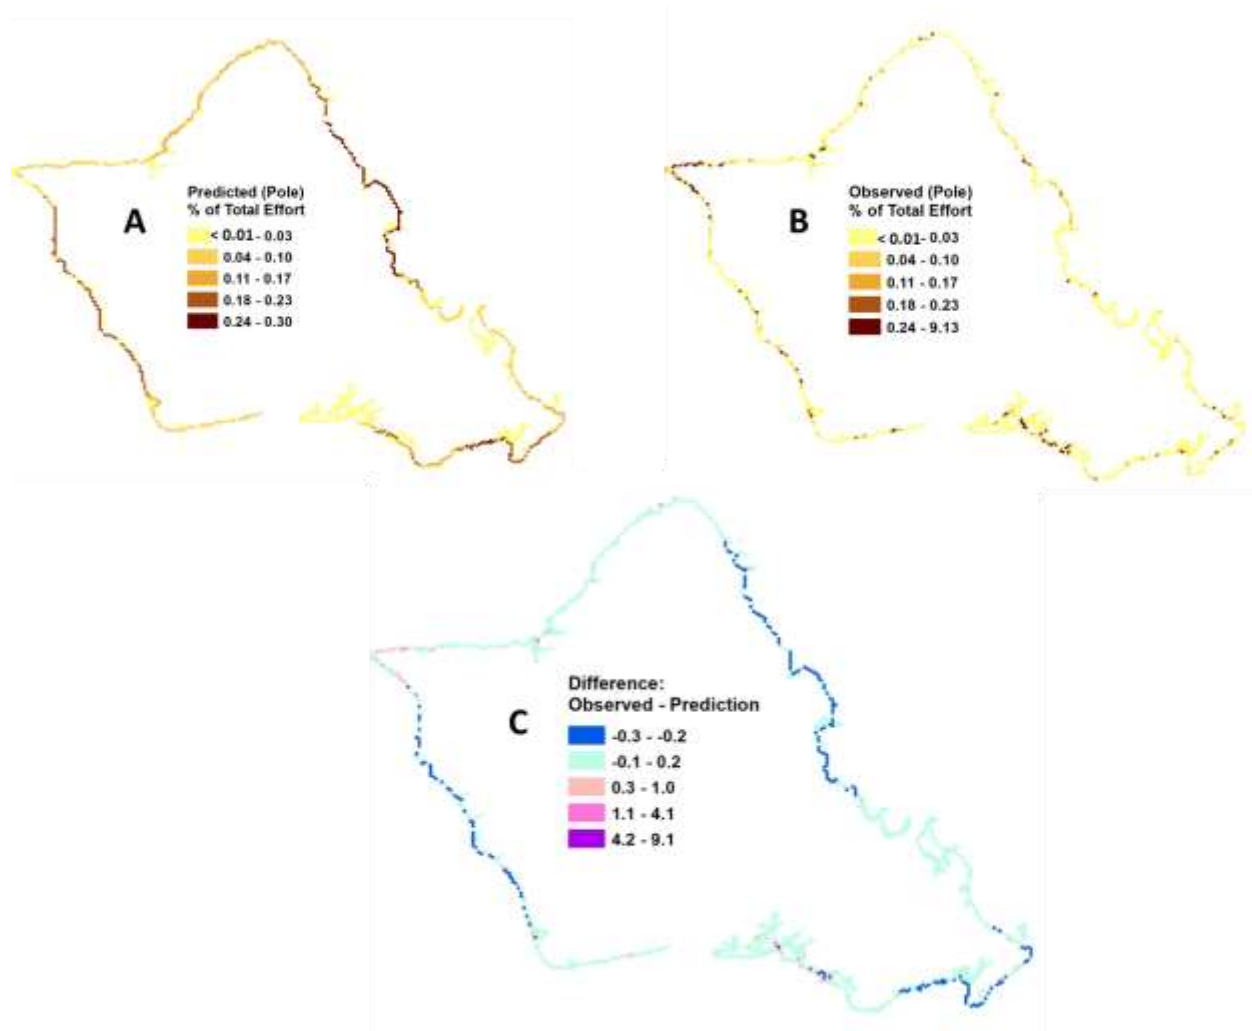 A
Predicted (Pole)
% of Total Effort
< 0.01 - 0.03
0.04 - 0.10
0.11 - 0.17
0.18 - 0.23
0.24 - 0.30
B
Observed (Pole)
% of Total Effort
< 0.01 - 0.03
0.04 - 0.10
0.11 - 0.17
0.18 - 0.23
0.24 - 9.13
C
Difference:
Observed - Prediction
-0.3 - -0.2
-0.1 - 0.2
0.3 - 1.0
1.1 - 4.1
4.2 - 9.1